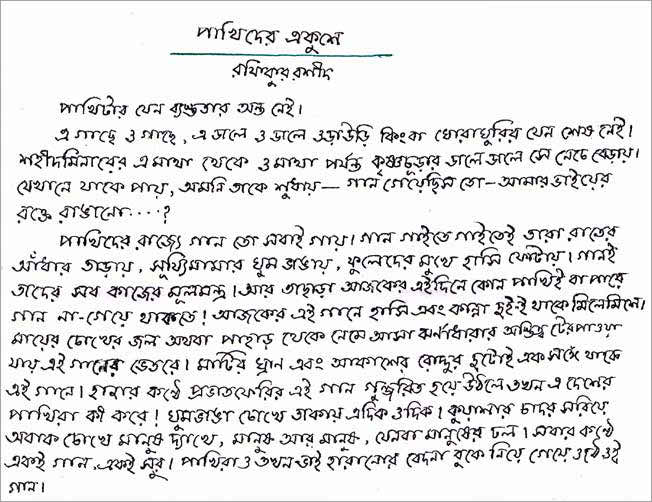 পাখিদের একুশে
রফিকুর রশীদ
পাখিটার যেন ব্যস্ততার অন্ত নেই।
এ গাছে ও গাছে, এ ডালে ও ডালে ওড়াউড়ি কিংবা ঘোরাঘুরির যেন শেষ নেই।
শহীদমিনারের এ মাথা থেকে ও মাথা পর্যন্ত কৃষ্ণচূড়ার ডালে ডালে সে নেচে বেড়ায়।
যেখানে যাকে পায়, অমনি তাকে শুধায়— গান গেয়েছিস তো—আমার ভাইয়ের
রক্তে রাঙানো....?
পাখিদের রাজ্যে গান তো সবাই গায়। গান গাইতে গাইতেই তারা রাতের
আঁধার তাড়ায়, সূয্যিমামার ঘুম ভাঙায়, ফুলেদের মুখে হাসি ফোটায়। গানই
তাদের সব কাজের মূলমন্ত্র। আর তাছাড়া আজকের এইদিনে কোন পাখিই বা পারে
গান না-গেয়ে থাকতে! আজকের এই গানে হাসি এবং কান্না দুই-ই থাকে মিলেমিশে।
মায়ের চোখের জল অথবা পাহাড় থেকে নেমে আসা ঝর্নাধারার অস্তিত্ব টের পাওয়া
যায় এই গানের ভেতরে। মাটির ঘ্রাণ এবং আকাশের রোদ্দুর দুটোই এক সঙ্গে থাকে
এই গানে। হাজার কণ্ঠে প্রভাতফেরির এই গান গুঞ্জরিত হয়ে উঠলে তখন এ দেশের
পাখিরা কী করে! ঘুমভাঙা চোখে তাকায় এদিক ওদিক। কুয়াশার চাদর সরিয়ে
অবাক চোখে মানুষ দ্যাখে, মানুষ আর মানুষ, যেনবা মানুষের ঢল। সবার কণ্ঠে
একই গান, একই সুর। পাখিরাও তখন ভাই হারানোর বেদনা বুকে নিয়ে গেয়ে ওঠে ওই
গান।